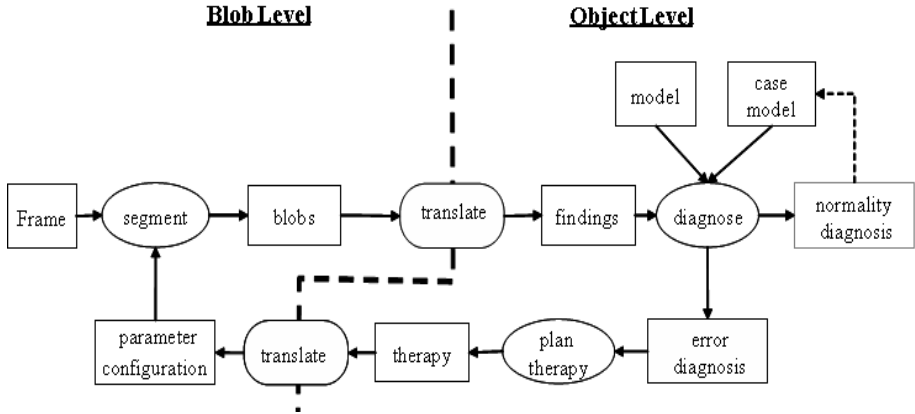 Blob Level
Object Level
model
case
model
Frame
segment
blobs
translate
findings
diagnose
normality
diagnosis
parameter
configuration
translate
therapy
plan
therapy
error
diagnosis